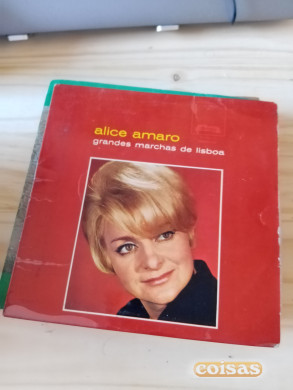 alice amaro
grandes marchas de lisboa
coisas